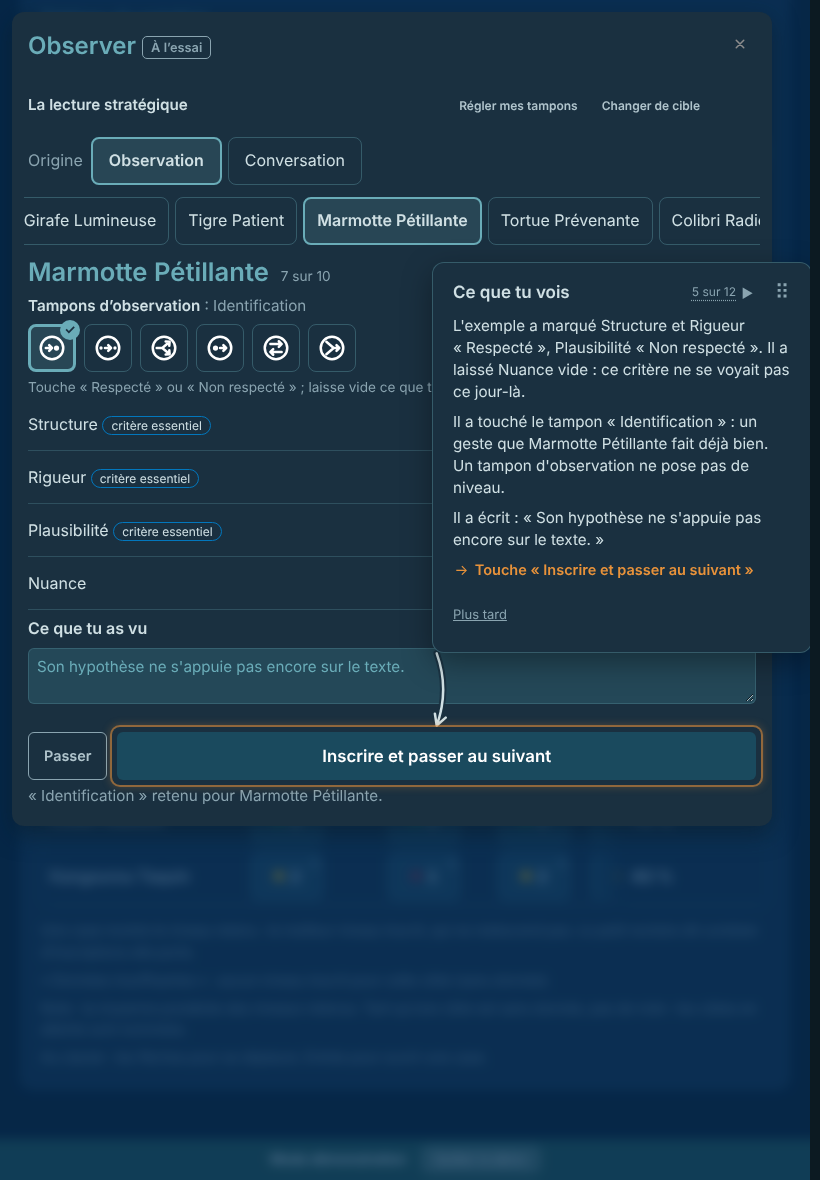 Observer À l'essai ×
La lecture stratégique Régler mes tampons Changer de cible
Origine Observation Conversation
Girafe Lumineuse Tigre Patient Marmotte Pétillante Tortue Prévenante Colibri
Marmotte Pétillante 7 sur 10
Tampons d'observation : Identification
Touche « Respecté » ou « Non respecté » ; laisse vide ce que
Structure critère essentiel
Rigueur critère essentiel
Plausibilité critère essentiel
Nuance
Ce que tu as vu
Son hypothèse ne s'appuie pas encore sur le texte.
Ce que tu vois 5 sur 12
L'exemple a marqué Structure et Rigueur
« Respecté », Plausibilité « Non respecté ». Il a
laissé Nuance vide : ce critère ne se voyait pas
ce jour-là.
Il a touché le tampon « Identification » : un
geste que Marmotte Pétillante fait déjà bien.
Un tampon d'observation ne pose pas de
niveau.
Il a écrit : « Son hypothèse ne s'appuie pas
encore sur le texte. »
→ Touche « Inscrire et passer au suivant »
Plus tard
Passer Inscrire et passer au suivant
« Identification » retenu pour Marmotte Pétillante.